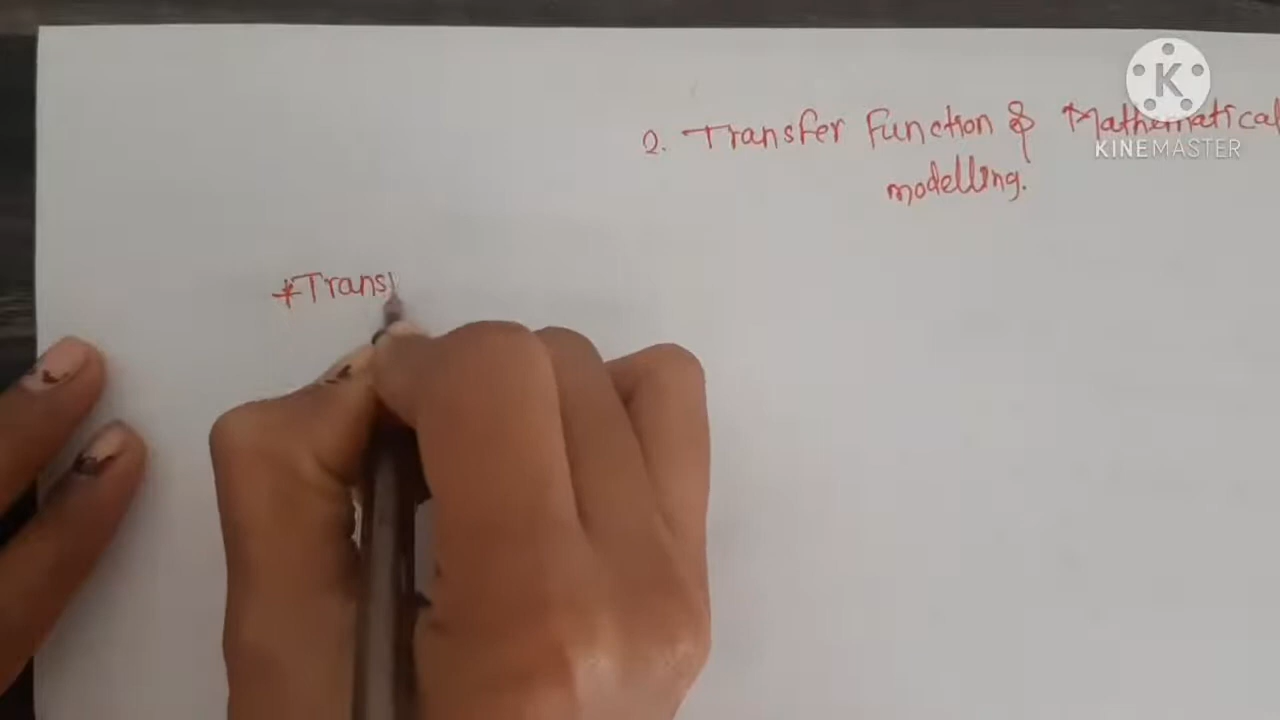 2. Transfer Function & Mathematical
modelling.
*Trans
K
KINEMASTER